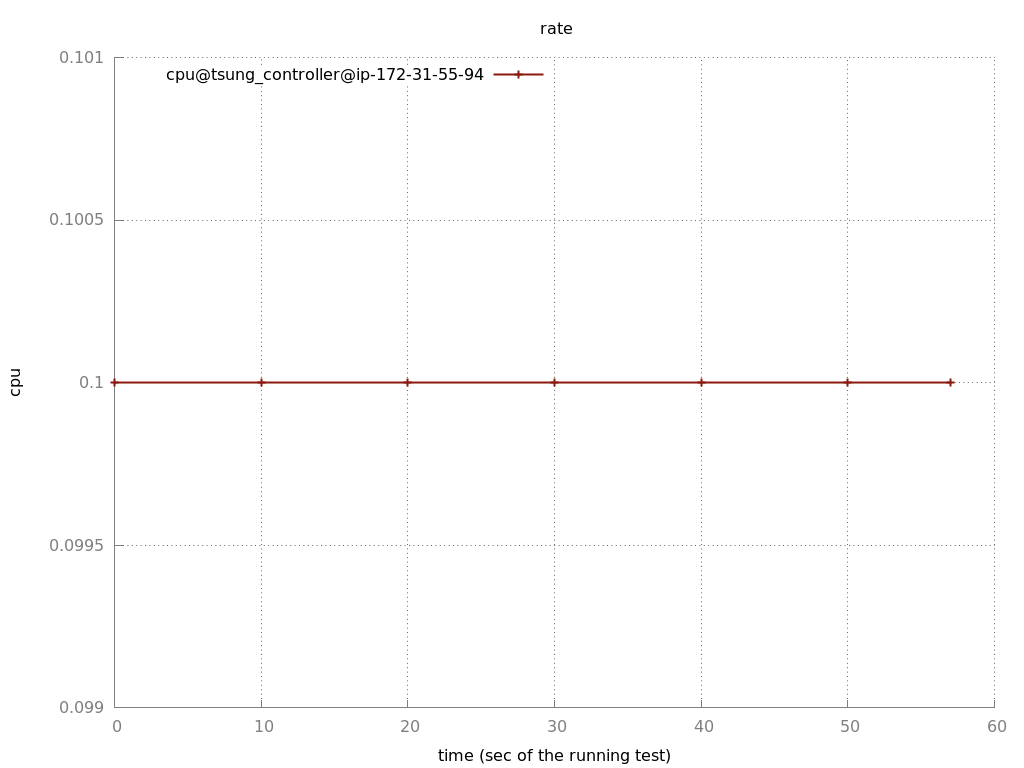 rate
0.101
cpu@tsung_controller@ip-172-31-55-94
0.1005
cpu
0.1
0.0995
0.099
0 10 20 30 40 50 60
time (sec of the running test)